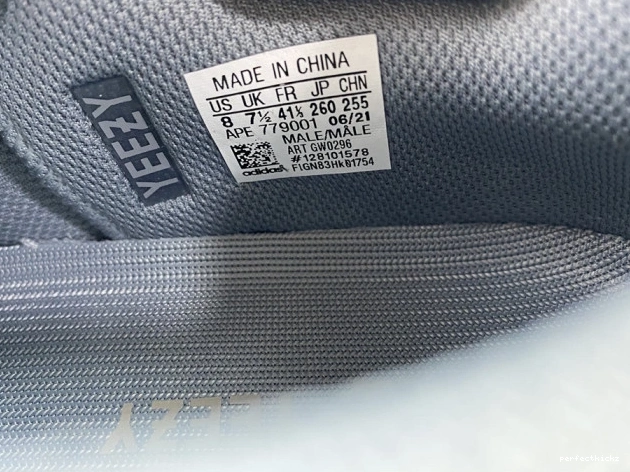 MADE IN CHINA
US UK FR JP CHN
8 7½ 41⅓ 260 255
APE 779001 06/21
MALE/MÂLE
ART GW0296
#128101578
adidas
YEEZY
YEEZY